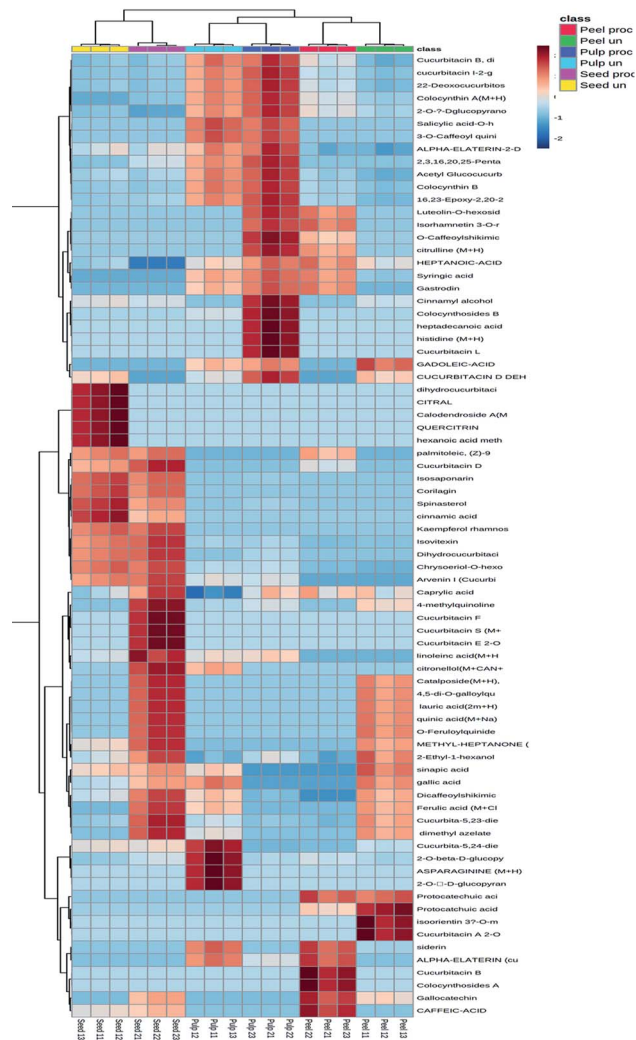 class
class
Peel proc
Peel un
Pulp proc
Pulp un
Seed proc
Seed un
2
1
0
-1
-2
Cucurbitacin B, di
cucurbitacin I-2-g
22-Deoxocucurbitos
Colocynthin A(M+H)
2-O-?-Dglucopyrano
Salicylic acid-O-h
3-O-Caffeoyl quini
ALPHA-ELATERIN-2-D
2,3,16,20,25-Penta
Acetyl Glucocucurb
Colocynthin B
16,23-Epoxy-2,20-2
Luteolin-O-hexosid
Isorhamnetin 3-O-r
O-Caffeoylshikimic
citrulline (M+H)
HEPTANOIC-ACID
Syringic acid
Gastrodin
Cinnamyl alcohol
Colocynthosides B
heptadecanoic acid
histidine (M+H)
Cucurbitacin L
GADOLEIC-ACID
CUCURBITACIN D DEH
dihydrocucurbitaci
CITRAL
Calodendroside A(M
QUERCITRIN
hexanoic acid meth
palmitoleic, (Z)-9
Cucurbitacin D
Isosaponarin
Corilagin
Spinasterol
cinnamic acid
Kaempferol rhamnos
Isovitexin
Dihydrocucurbitaci
Chrysoeriol-O-hexo
Arvenin I (Cucurbi
Caprylic acid
4-methylquinoline
Cucurbitacin F
Cucurbitacin S (M+
Cucurbitacin E 2-O
linoleinc acid(M+H
citronellol(M+CAN+
Catalposide(M+H),
4,5-di-O-galloylqu
lauric acid(2m+H)
quinic acid(M+Na)
O-Feruloylquinide
METHYL-HEPTANONE (
2-Ethyl-1-hexanol
sinapic acid
gallic acid
Dicaffeoylshikimic
Ferulic acid (M+Cl
Cucurbita-5,23-die
dimethyl azelate
Cucurbita-5,24-die
2-O-beta-D-glucopy
ASPARAGININE (M+H)
2-O-□-D-glucopyran
Protocatechuic aci
Protocatchuic acid
isoorientin 3?-O-m
Cucurbitacin A 2-O
siderin
ALPHA-ELATERIN (cu
Cucurbitacin B
Colocynthosides A
Gallocatechin
CAFFEIC-ACID
Seed 13
Seed 11
Seed 12
Seed 21
Seed 22
Seed 23
Pulp 12
Pulp 11
Pulp 13
Pulp 23
Pulp 21
Pulp 22
Peel 22
Peel 21
Peel 23
Peel 11
Peel 12
Peel 13